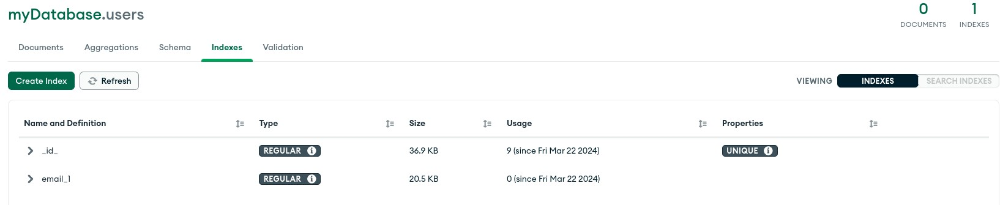 myDatabase.users
0 1
DOCUMENTS INDEXES
Documents Aggregations Schema Indexes Validation
Create Index Refresh VIEWING INDEXES SEARCH INDEXES
Name and Definition Type Size Usage Properties
_id_ REGULAR 36.9 KB 9 (since Fri Mar 22 2024) UNIQUE
email_1 REGULAR 20.5 KB 0 (since Fri Mar 22 2024)